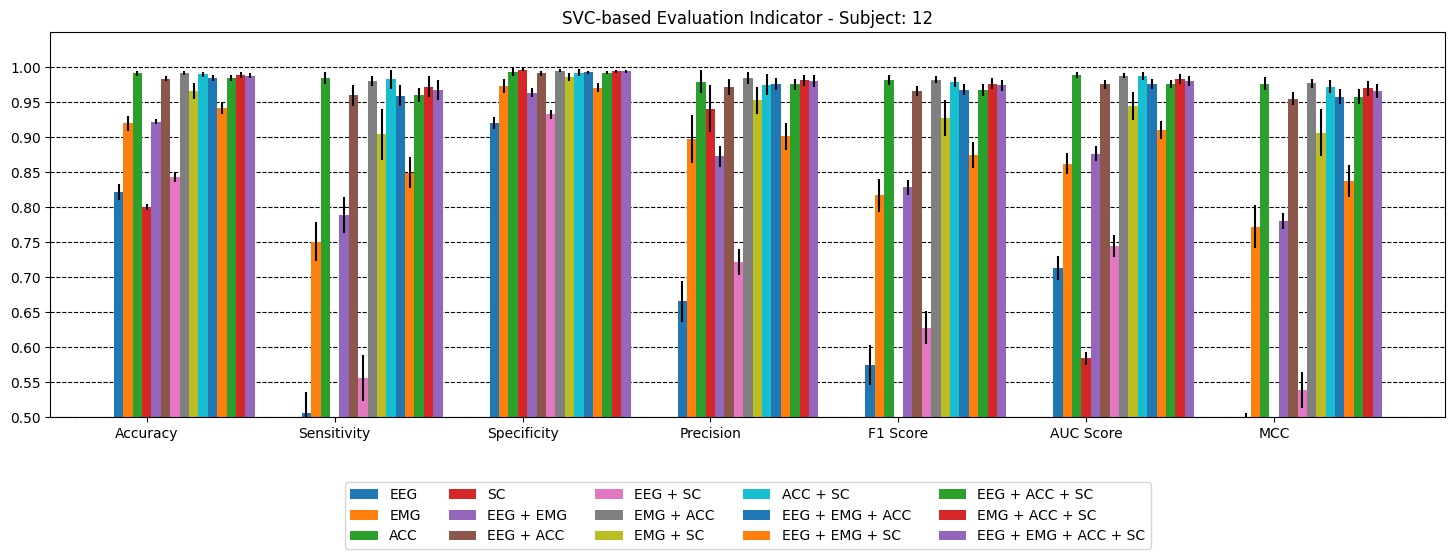 SVC-based Evaluation Indicator - Subject: 12
1.00
0.95
0.90
0.85
0.80
0.75
0.70
0.65
0.60
0.55
0.50
Accuracy Sensitivity Specificity Precision F1 Score AUC Score MCC
EEG SC EEG + SC ACC + SC EEG + ACC + SC
EMG EEG + EMG EMG + ACC EEG + EMG + ACC EMG + ACC + SC
ACC EEG + ACC EMG + SC EEG + EMG + SC EEG + EMG + ACC + SC